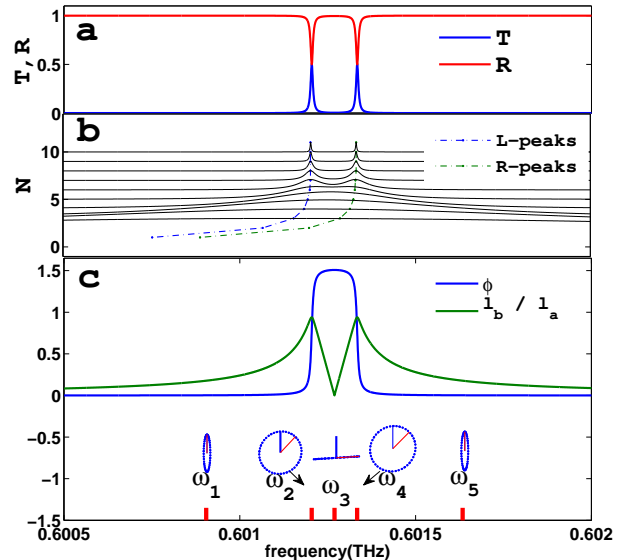 a
T, R
1
0.5
0
T
R
b
N
10
5
0
L-peaks
R-peaks
c
1.5
1
0.5
0
−0.5
−1
−1.5
ϕ
l_b / l_a
ω_1
ω_2
ω_3
ω_4
ω_5
0.6005
0.601
0.6015
0.602
frequency(THz)